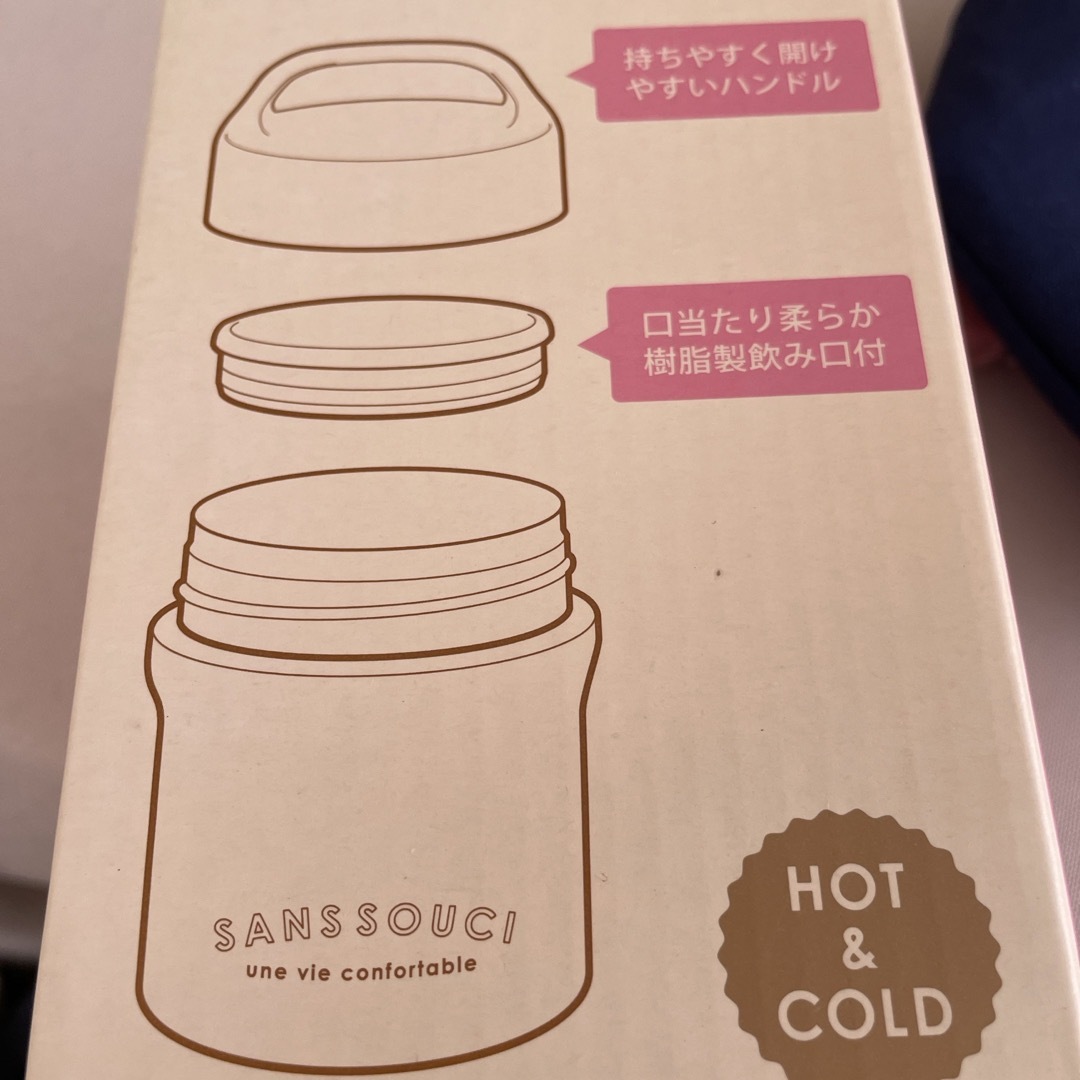 持ちやすく開け
やすいハンドル
口当たり柔らか
樹脂製飲み口付
SANS SOUCI
une vie confortable
HOT
&
COLD